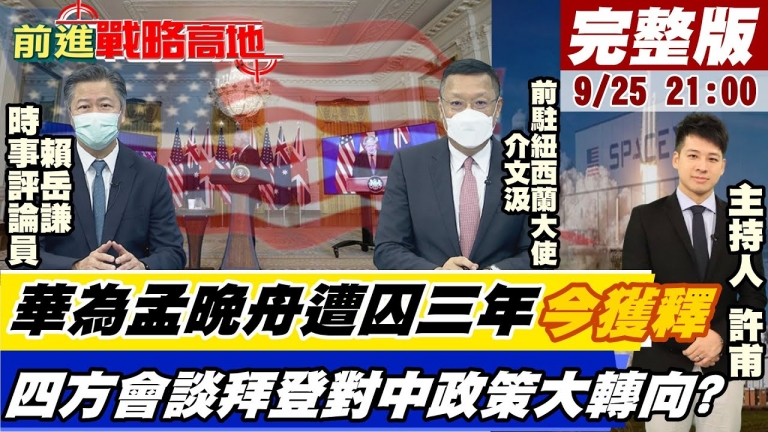 前進戰略高地
完整版
9/25 21:00
時事評論員
賴岳謙
前駐紐西蘭大使
介文汲
SPACEX
主持人 許甫
華為孟晚舟遭囚三年今獲釋
四方會談拜登對中政策大轉向?